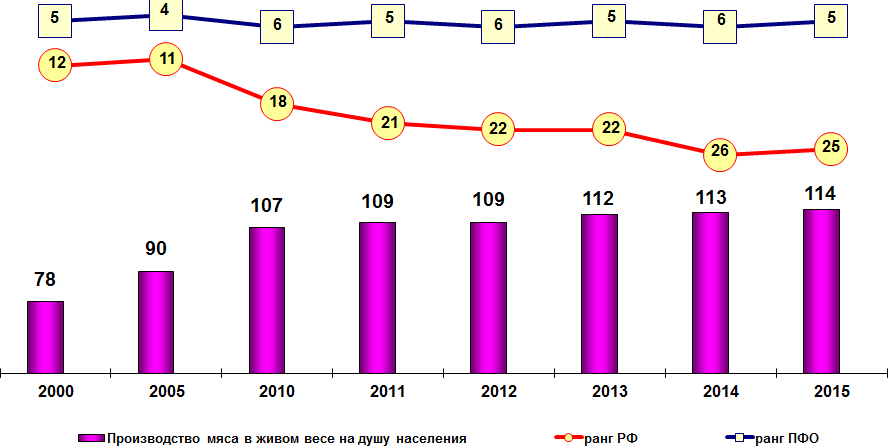 5 4 6 5 6 5 6 5
12 11 18 21 22 22 26 25
78 90 107 109 109 112 113 114
2000 2005 2010 2011 2012 2013 2014 2015
Производство мяса в живом весе на душу населения ранг РФ ранг ПФО